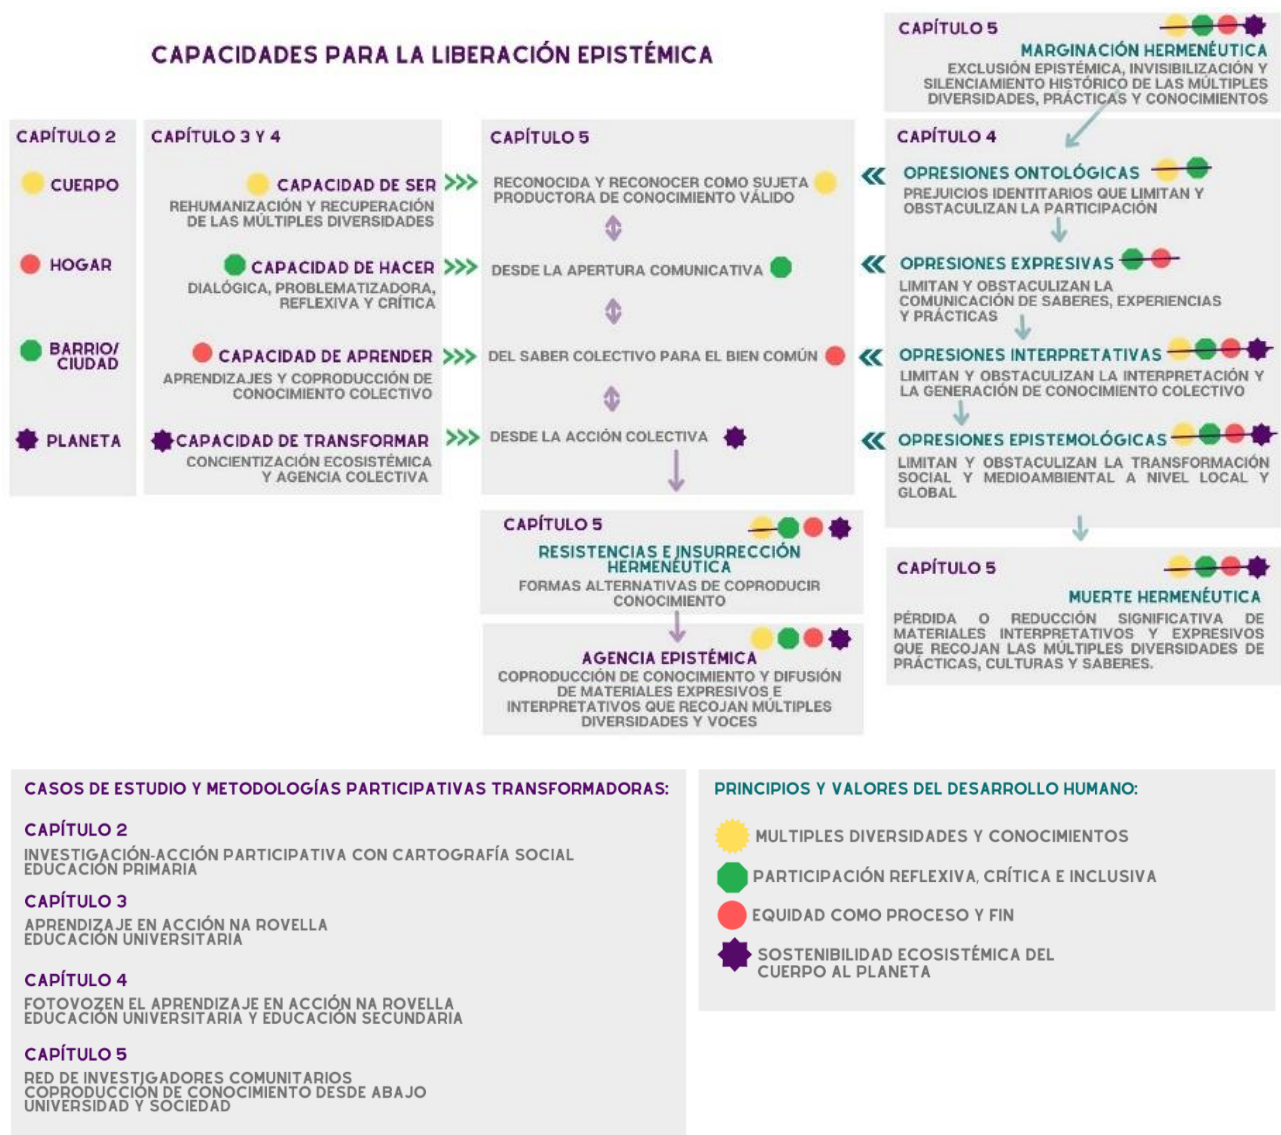 CAPACIDADES PARA LA LIBERACIÓN EPISTÉMICA
CAPÍTULO 2
CUERPO
HOGAR
BARRIO/
CIUDAD
PLANETA
CAPÍTULO 3 Y 4
CAPACIDAD DE SER
REHUMANIZACIÓN Y RECUPERACIÓN
DE LAS MÚLTIPLES DIVERSIDADES
CAPACIDAD DE HACER
DIALÓGICA, PROBLEMATIZADORA,
REFLEXIVA Y CRÍTICA
CAPACIDAD DE APRENDER
APRENDIZAJES Y COPRODUCCIÓN DE
CONOCIMIENTO COLECTIVO
CAPACIDAD DE TRANSFORMAR
CONCIENTIZACIÓN ECOSISTÉMICA
Y AGENCIA COLECTIVA
CAPÍTULO 5
RECONOCIDA Y RECONOCER COMO SUJETA
PRODUCTORA DE CONOCIMIENTO VÁLIDO
DESDE LA APERTURA COMUNICATIVA
DEL SABER COLECTIVO PARA EL BIEN COMÚN
DESDE LA ACCIÓN COLECTIVA
CAPÍTULO 5
RESISTENCIAS E INSURRECCIÓN
HERMENÉUTICA
FORMAS ALTERNATIVAS DE COPRODUCIR
CONOCIMIENTO
AGENCIA EPISTÉMICA
COPRODUCCIÓN DE CONOCIMIENTO Y DIFUSIÓN
DE MATERIALES EXPRESIVOS E
INTERPRETATIVOS QUE RECOJAN MÚLTIPLES
DIVERSIDADES Y VOCES
CAPÍTULO 5
MARGINACIÓN HERMENÉUTICA
EXCLUSIÓN EPISTÉMICA, INVISIBILIZACIÓN Y
SILENCIAMIENTO HISTÓRICO DE LAS MÚLTIPLES
DIVERSIDADES, PRÁCTICAS Y CONOCIMIENTOS
CAPÍTULO 4
OPRESIONES ONTOLÓGICAS
PREJUICIOS IDENTITARIOS QUE LIMITAN Y
OBSTACULIZAN LA PARTICIPACIÓN
OPRESIONES EXPRESIVAS
LIMITAN Y OBSTACULIZAN LA
COMUNICACIÓN DE SABERES, EXPERIENCIAS
Y PRÁCTICAS
OPRESIONES INTERPRETATIVAS
LIMITAN Y OBSTACULIZAN LA INTERPRETACIÓN Y
LA GENERACIÓN DE CONOCIMIENTO COLECTIVO
OPRESIONES EPISTEMOLÓGICAS
LIMITAN Y OBSTACULIZAN LA TRANSFORMACIÓN
SOCIAL Y MEDIOAMBIENTAL A NIVEL LOCAL Y
GLOBAL
CAPÍTULO 5
MUERTE HERMENÉUTICA
PÉRDIDA O REDUCCIÓN SIGNIFICATIVA DE
MATERIALES INTERPRETATIVOS Y EXPRESIVOS
QUE RECOJAN LAS MÚLTIPLES DIVERSIDADES DE
PRÁCTICAS, CULTURAS Y SABERES.
CASOS DE ESTUDIO Y METODOLOGÍAS PARTICIPATIVAS TRANSFORMADORAS:
CAPÍTULO 2
INVESTIGACIÓN-ACCIÓN PARTICIPATIVA CON CARTOGRAFÍA SOCIAL
EDUCACIÓN PRIMARIA
CAPÍTULO 3
APRENDIZAJE EN ACCIÓN NA ROVELLA
EDUCACIÓN UNIVERSITARIA
CAPÍTULO 4
FOTOVOZEN EL APRENDIZAJE EN ACCIÓN NA ROVELLA
EDUCACIÓN UNIVERSITARIA Y EDUCACIÓN SECUNDARIA
CAPÍTULO 5
RED DE INVESTIGADORES COMUNITARIOS
COPRODUCCIÓN DE CONOCIMIENTO DESDE ABAJO
UNIVERSIDAD Y SOCIEDAD
PRINCIPIOS Y VALORES DEL DESARROLLO HUMANO:
MULTIPLES DIVERSIDADES Y CONOCIMIENTOS
PARTICIPACIÓN REFLEXIVA, CRÍTICA E INCLUSIVA
EQUIDAD COMO PROCESO Y FIN
SOSTENIBILIDAD ECOSISTÉMICA DEL
CUERPO AL PLANETA